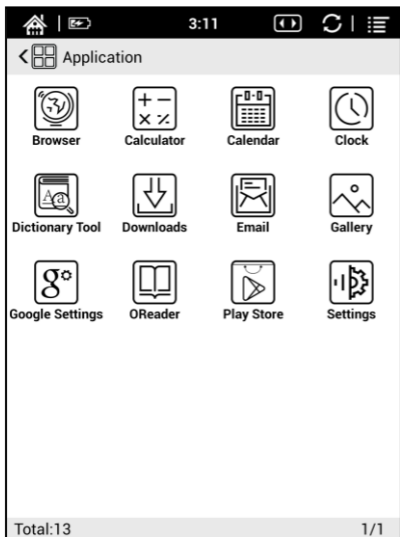 3:11
Application
Browser Calculator Calendar Clock
Dictionary Tool Downloads Email Gallery
Google Settings OReader Play Store Settings
Total:13 1/1